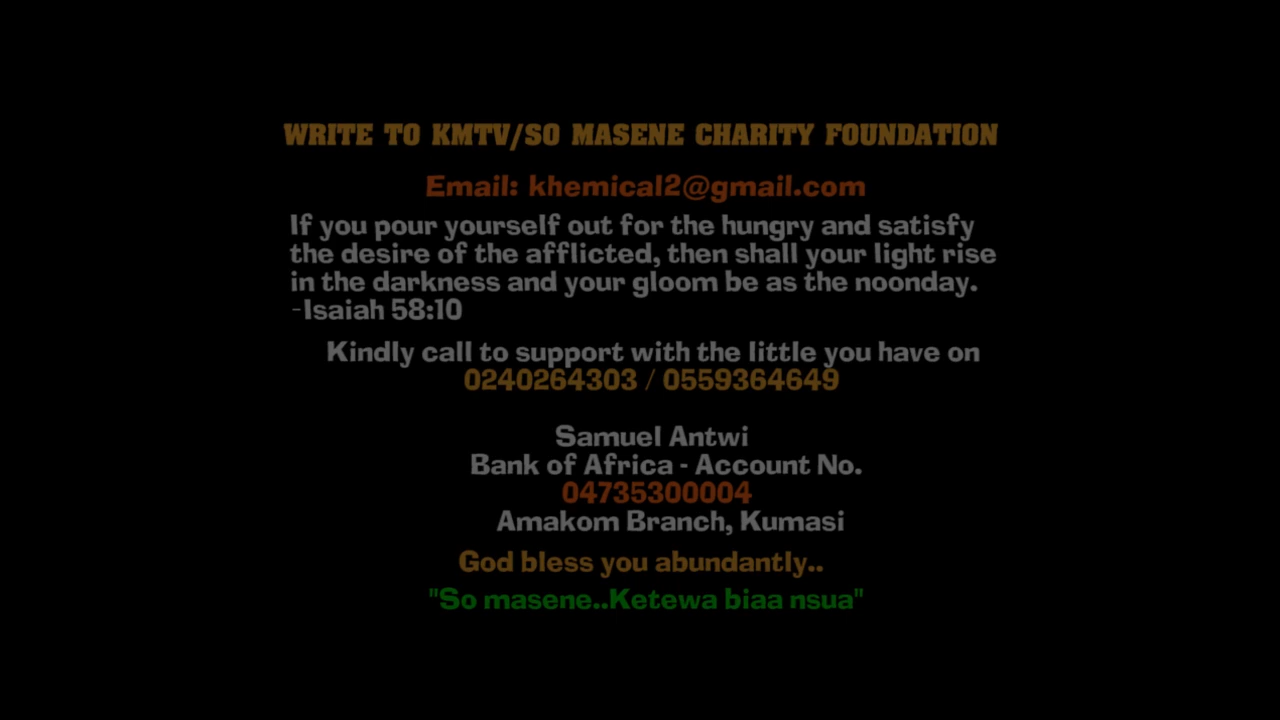 WRITE TO KMTV/SO MASENE CHARITY FOUNDATION
Email: khemical2@gmail.com
If you pour yourself out for the hungry and satisfy
the desire of the afflicted, then shall your light rise
in the darkness and your gloom be as the noonday.
-Isaiah 58:10
Kindly call to support with the little you have on
0240264303 / 0559364649
Samuel Antwi
Bank of Africa - Account No.
04735300004
Amakom Branch, Kumasi
God bless you abundantly..
"So masene..Ketewa biaa nsua"